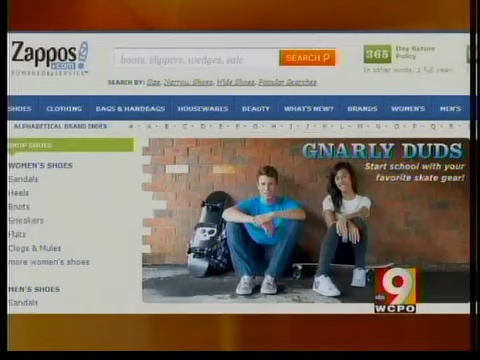 Zappos
.com
POWERED by SERVICE™
boots, slippers, wedges, sale
SEARCH
365
Day Return
Policy
In other words, 1 full year.
SEARCH BY: Size, Narrow Shoes, Wide Shoes, Popular Searches
SHOES CLOTHING BAGS & HANDBAGS HOUSEWARES BEAUTY WHAT'S NEW? BRANDS WOMEN'S MEN'S
ALPHABETICAL BRAND INDEX # A B C D E F G H I J K L M N O P Q R S
SHOP SHOES
WOMEN'S SHOES
Sandals
Heels
Boots
Sneakers
Flats
Clogs & Mules
more women's shoes
MEN'S SHOES
Sandals
GNARLY DUDS
Start school with your
favorite skate gear!
abc 9
WCPO